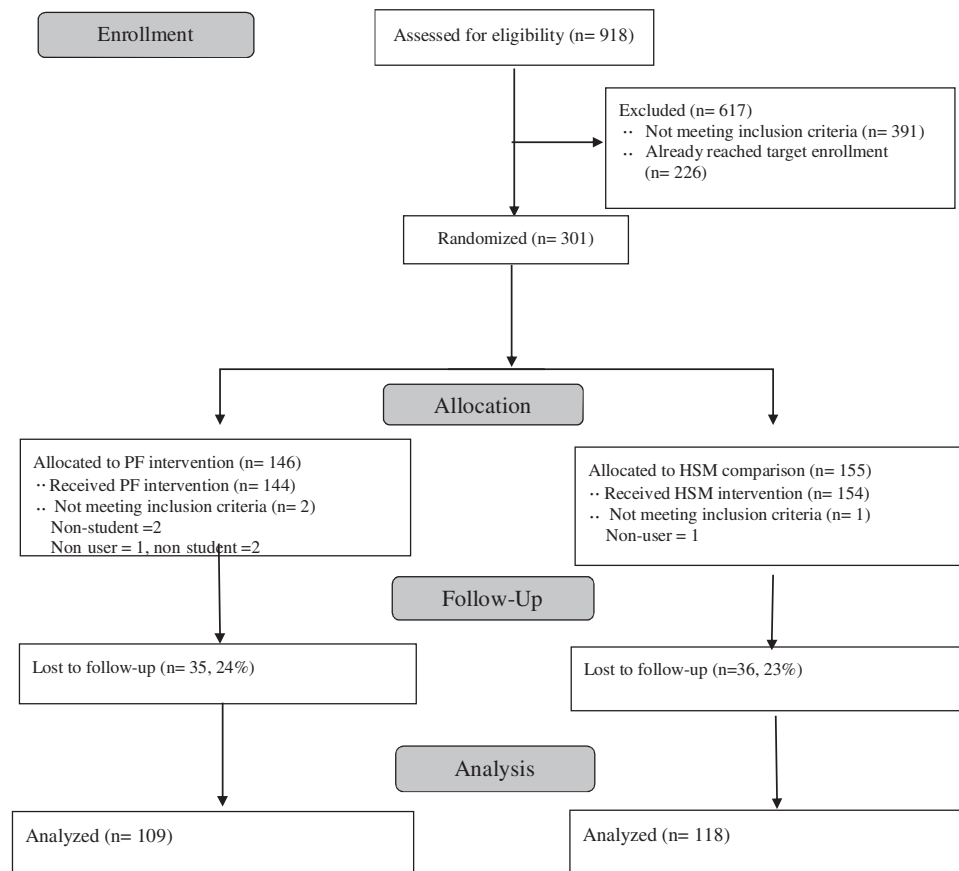 Enrollment
Assessed for eligibility (n= 918)
Excluded (n= 617)
·· Not meeting inclusion criteria (n= 391)
·· Already reached target enrollment
(n= 226)
Randomized (n= 301)
Allocation
Allocated to PF intervention (n= 146)
·· Received PF intervention (n= 144)
·· Not meeting inclusion criteria (n= 2)
Non-student =2
Non user = 1, non student =2
Allocated to HSM comparison (n= 155)
·· Received HSM intervention (n= 154)
·· Not meeting inclusion criteria (n= 1)
Non-user = 1
Follow-Up
Lost to follow-up (n= 35, 24%)
Lost to follow-up (n=36, 23%)
Analysis
Analyzed (n= 109)
Analyzed (n= 118)